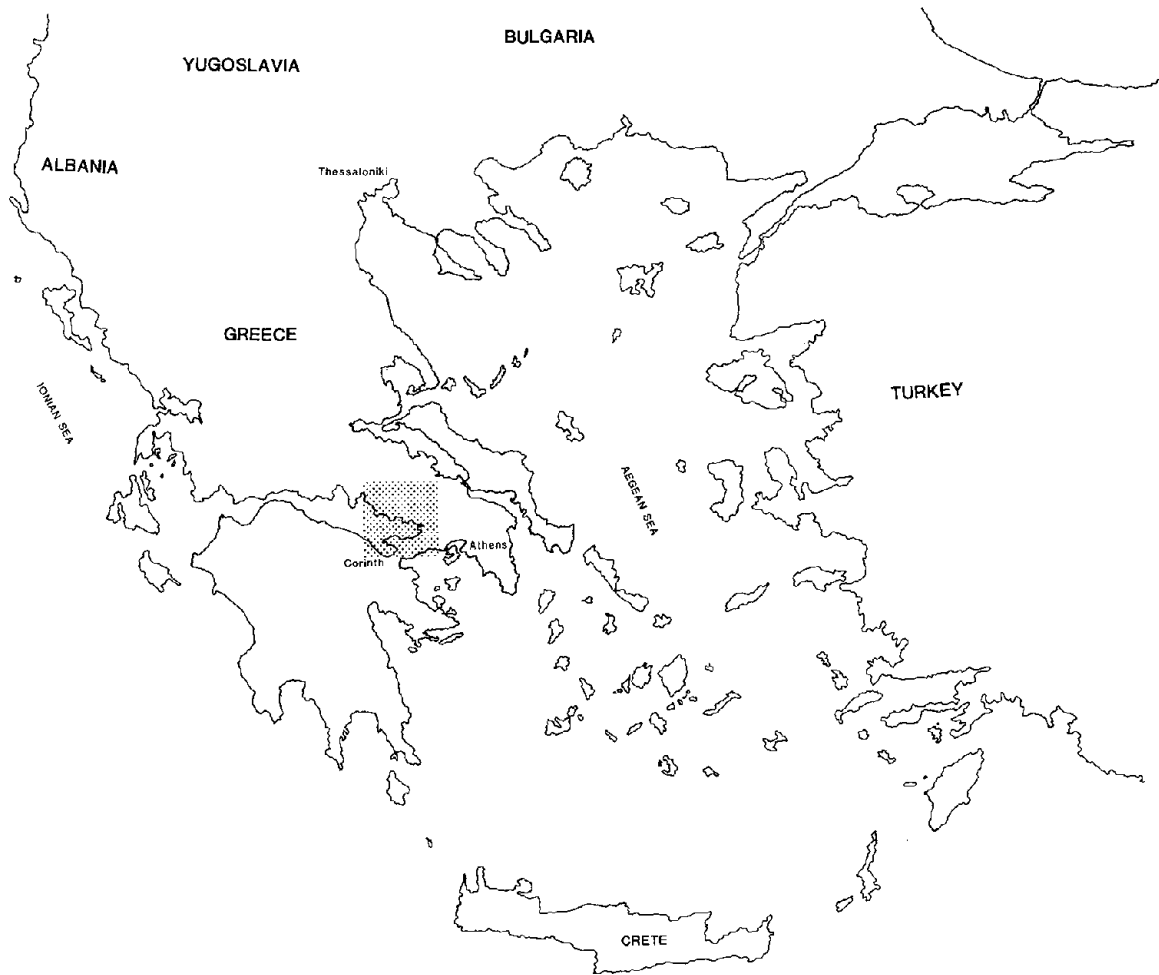 BULGARIA
YUGOSLAVIA
ALBANIA
Thessaloniki
GREECE
IONIAN SEA
TURKEY
AEGEAN SEA
Athens
Corinth
CRETE